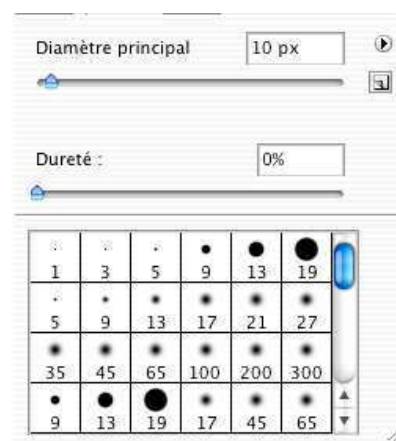 Diamètre principal 10 px
Dureté : 0%
1 3 5 9 13 19
5 9 13 17 21 27
35 45 65 100 200 300
9 13 19 17 45 65